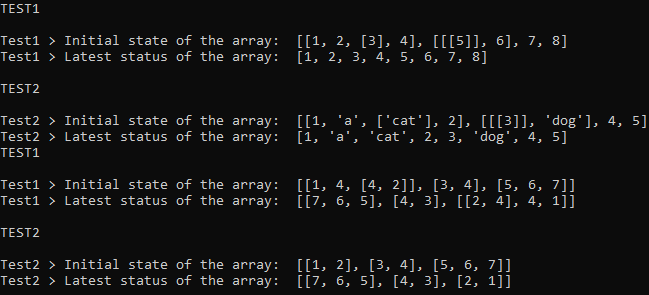 TEST1
Test1 > Initial state of the array:  [[1, 2, [3], 4], [[[5]], 6], 7, 8]
Test1 > Latest status of the array:  [1, 2, 3, 4, 5, 6, 7, 8]
TEST2
Test2 > Initial state of the array:  [[1, 'a', ['cat'], 2], [[[3]], 'dog'], 4, 5]
Test2 > Latest status of the array:  [1, 'a', 'cat', 2, 3, 'dog', 4, 5]
TEST1
Test1 > Initial state of the array:  [[1, 4, [4, 2]], [3, 4], [5, 6, 7]]
Test1 > Latest status of the array:  [[7, 6, 5], [4, 3], [[2, 4], 4, 1]]
TEST2
Test2 > Initial state of the array:  [[1, 2], [3, 4], [5, 6, 7]]
Test2 > Latest status of the array:  [[7, 6, 5], [4, 3], [2, 1]]